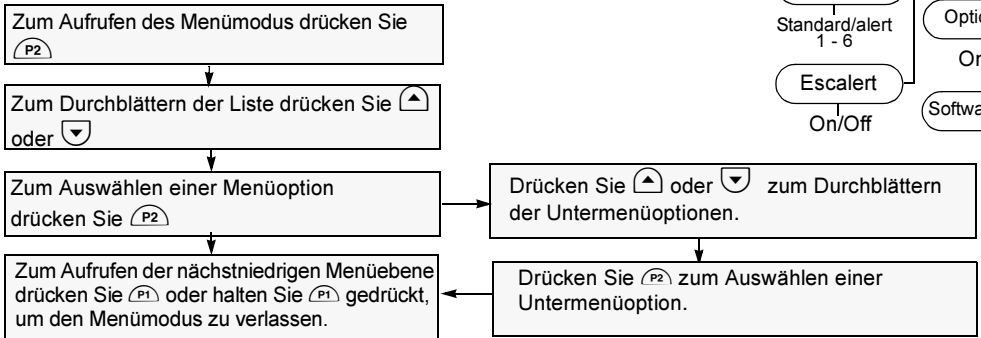 Zum Aufrufen des Menümodus drücken Sie
P2
Zum Durchblättern der Liste drücken Sie
oder
Zum Auswählen einer Menüoption
drücken Sie P2
Zum Aufrufen der nächstniedrigen Menüebene
drücken Sie P1 oder halten Sie P1 gedrückt,
um den Menümodus zu verlassen.
Drücken Sie oder zum Durchblättern
der Untermenüoptionen.
Drücken Sie P2 zum Auswählen einer
Untermenüoption.
Standard/alert
1 - 6
Escalert
On/Off